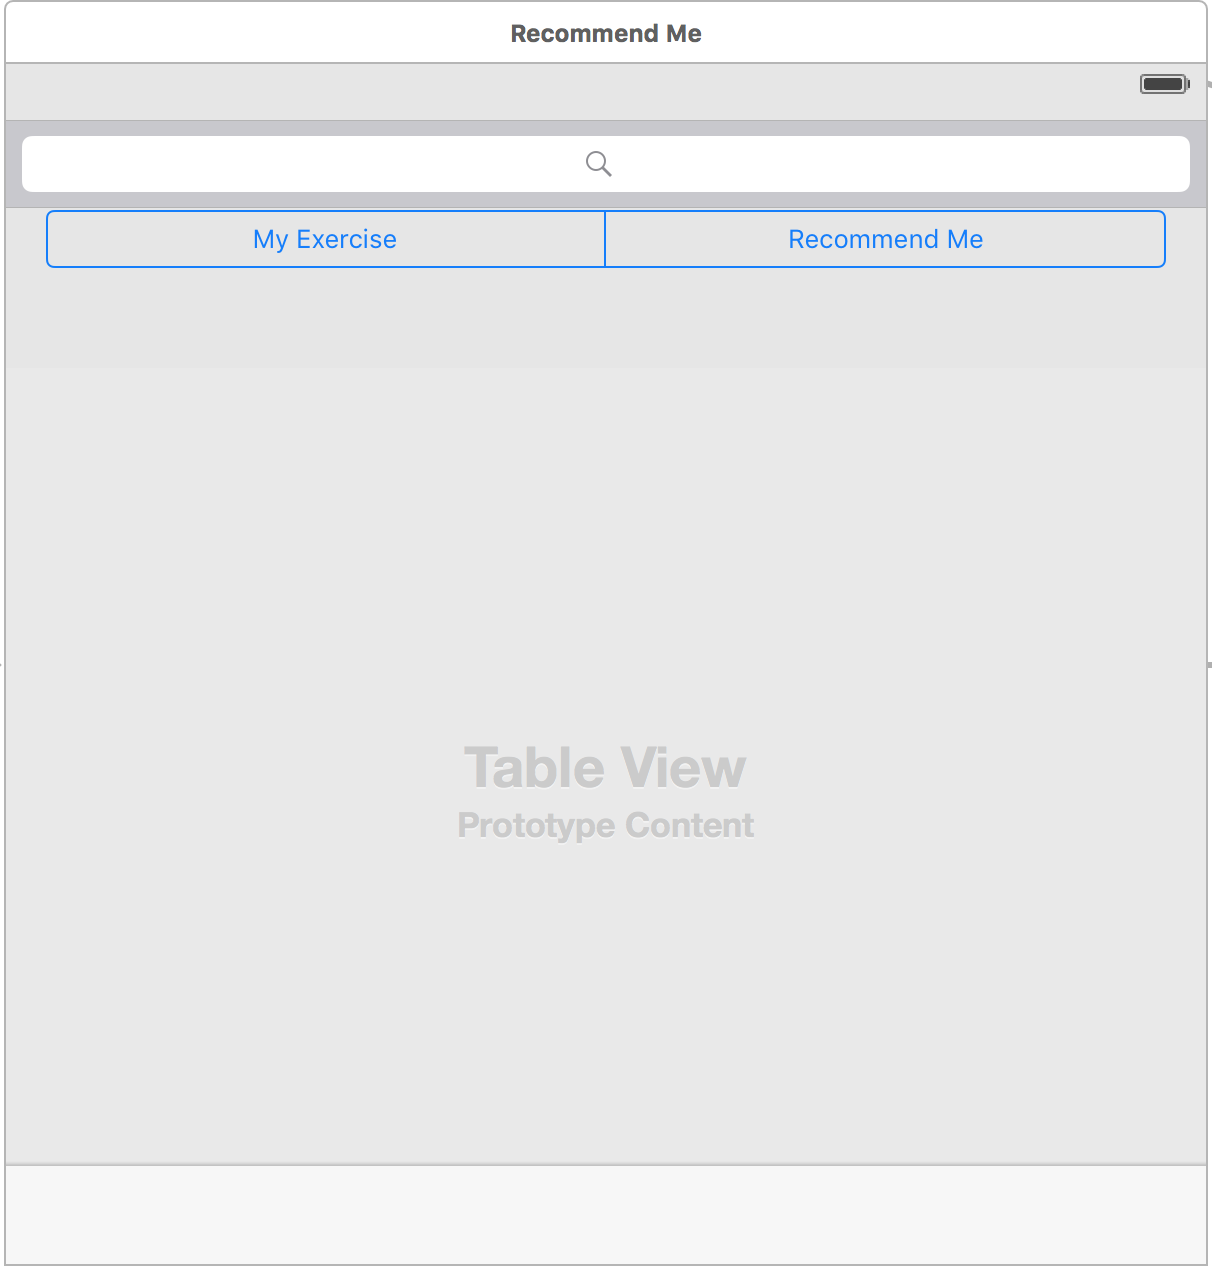 Recommend Me
My Exercise
Recommend Me
Table View
Prototype Content